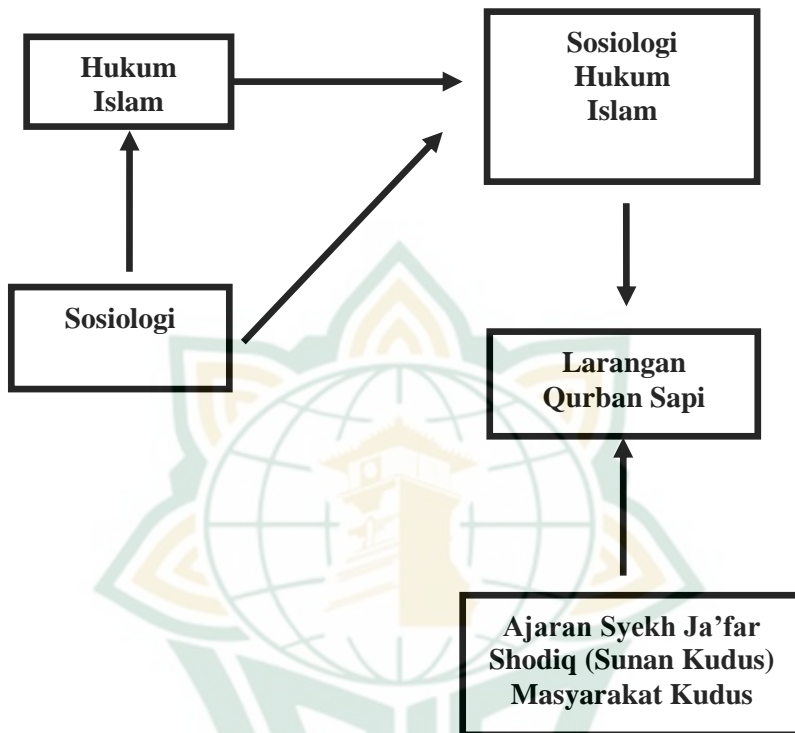 Hukum
Islam
Sosiologi
Hukum
Islam
Sosiologi
Larangan
Qurban Sapi
Ajaran Syekh Ja’far
Shodiq (Sunan Kudus)
Masyarakat Kudus